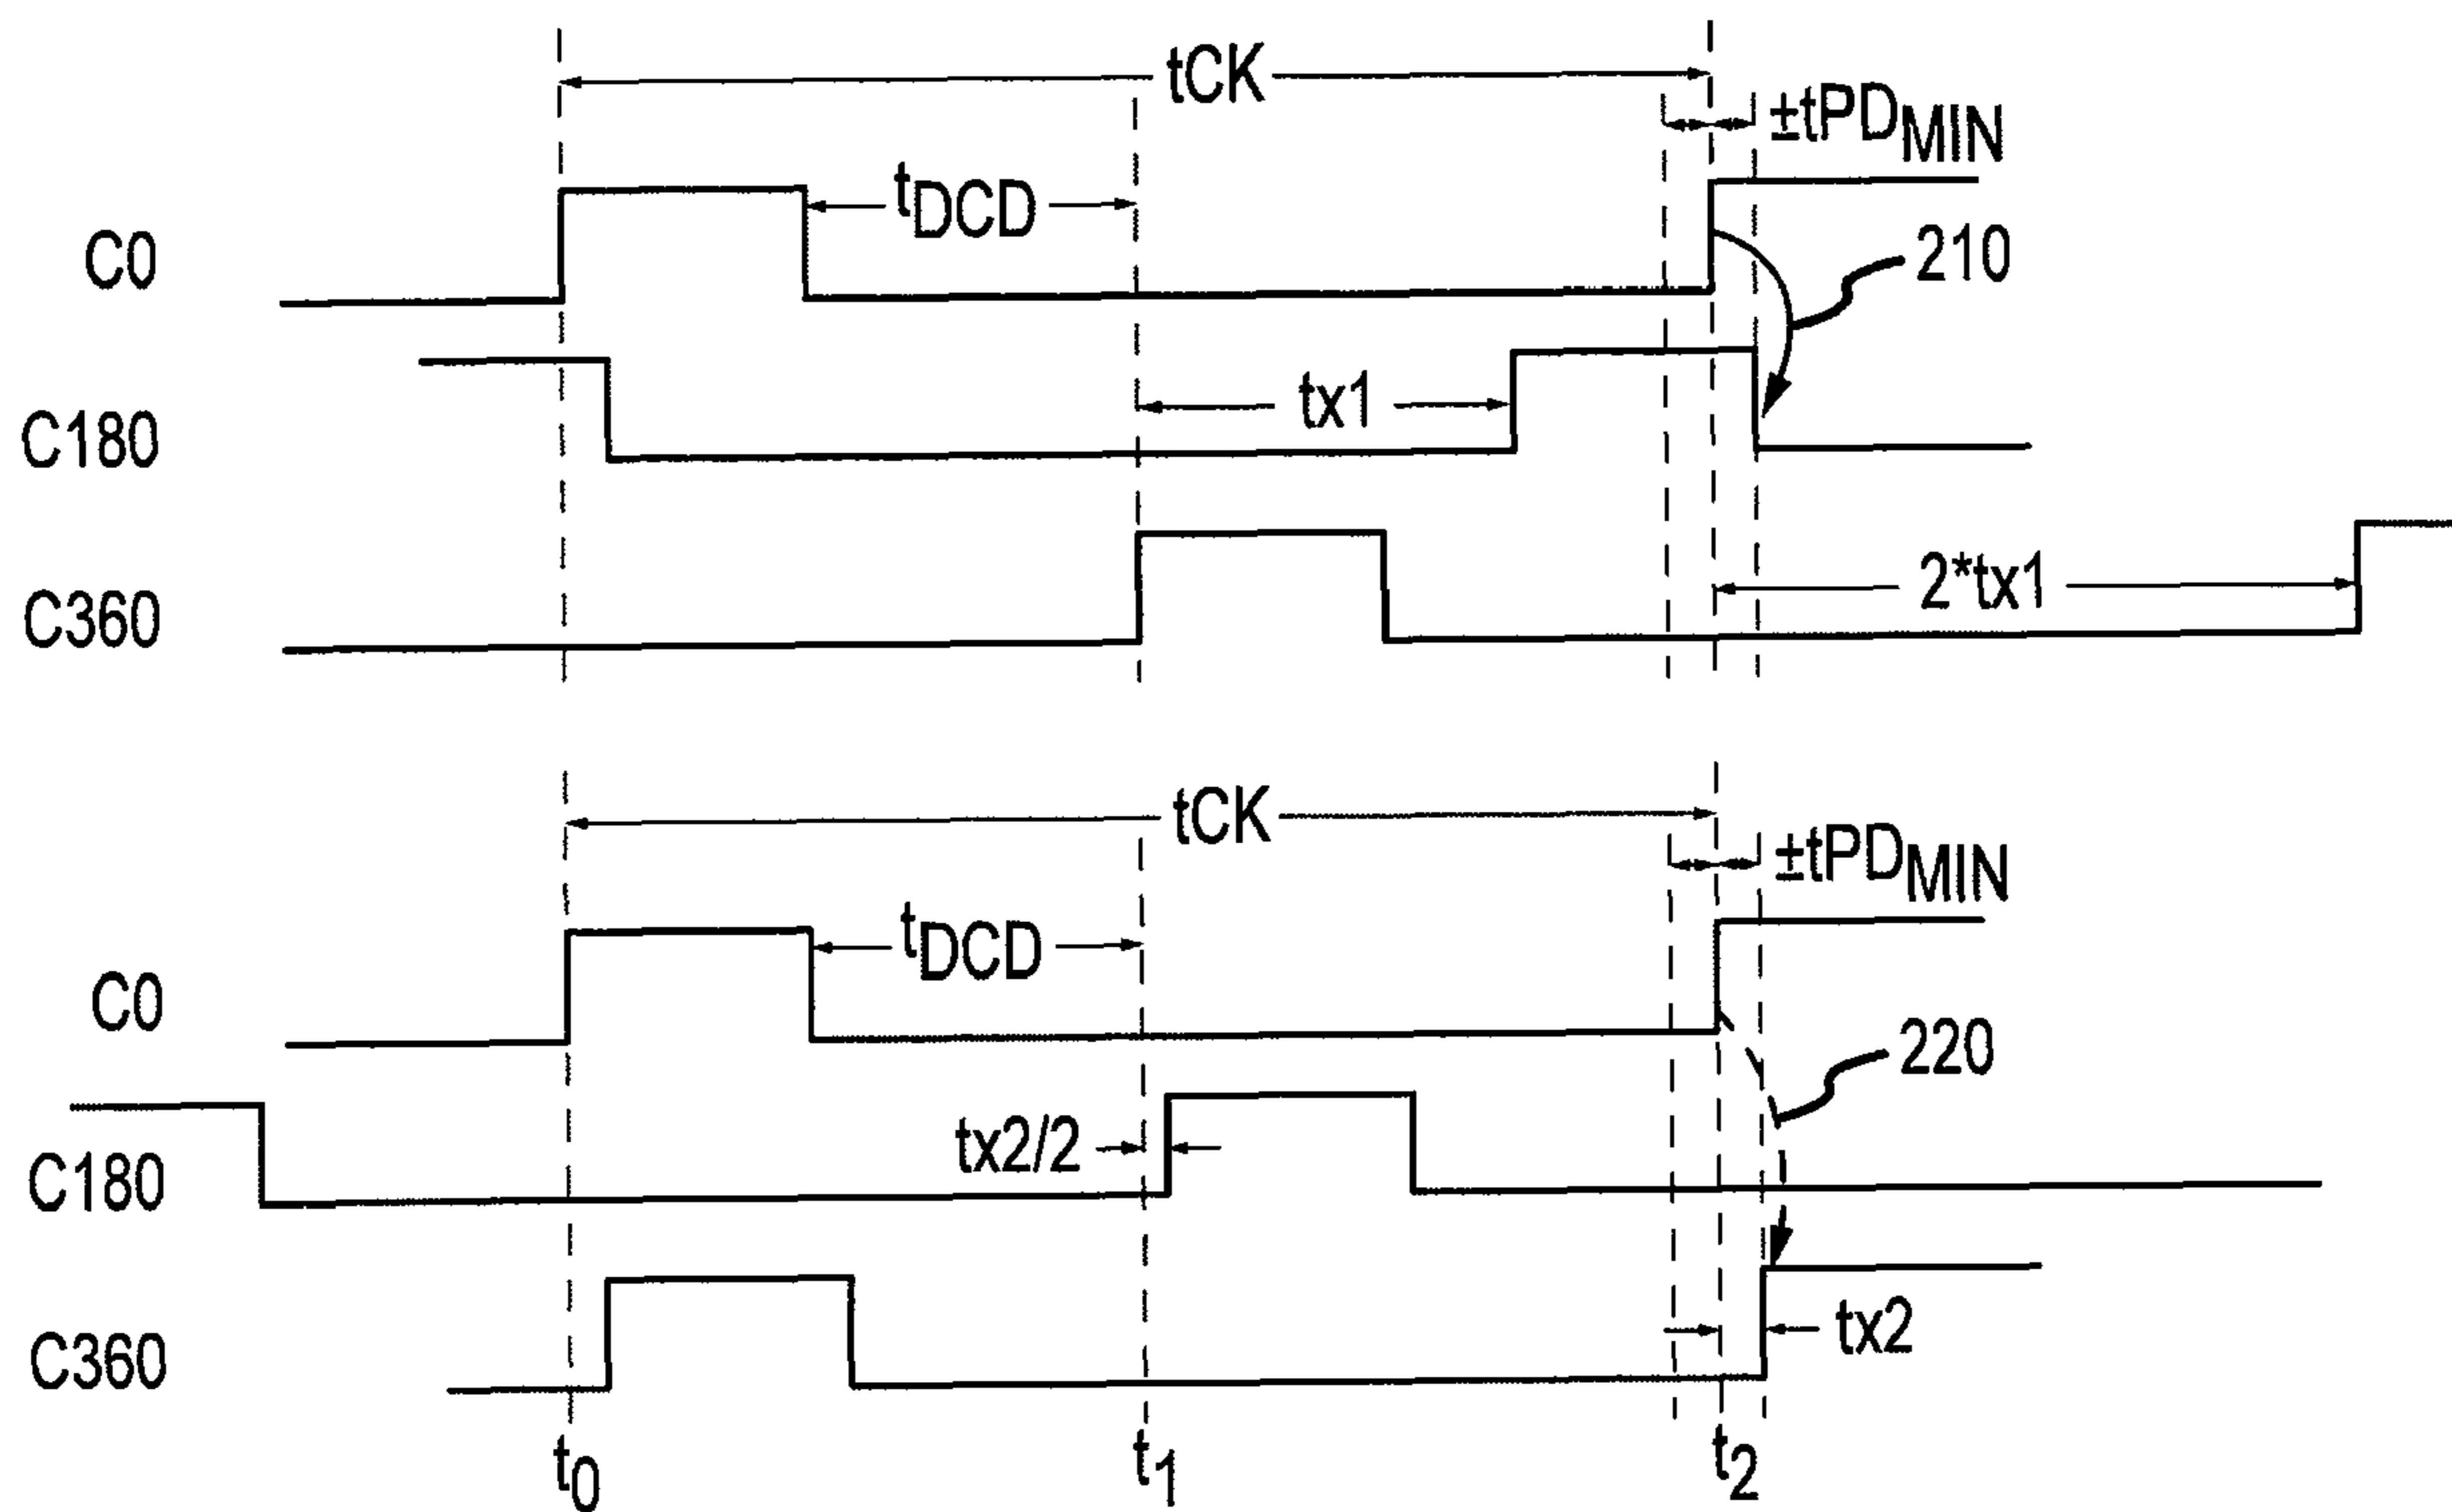 tCK
±tPDMIN
tDCD
C0
210
C180
tx1
C360
2*tx1
tCK
±tPDMIN
tDCD
C0
220
tx2/2
C180
tx2
C360
t0
t1
t2